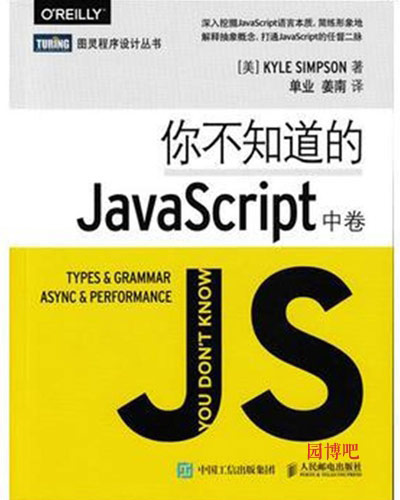 O'REILLY®
TURING 图灵程序设计丛书
深入挖掘JavaScript语言本质，简练形象地
解释抽象概念，打通JavaScript的任督二脉
[美] KYLE SIMPSON 著
单业 姜南 译
你不知道的
JavaScript 中卷
TYPES & GRAMMAR
ASYNC & PERFORMANCE
YOU DON'T KNOW
JS
园博吧
中国工信出版集团
人民邮电出版社